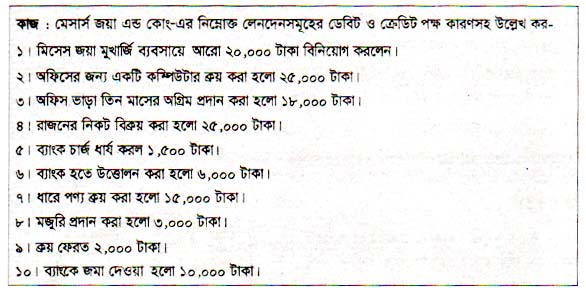 কাজ : মেসার্স জয়া এন্ড কোং-এর নিম্নোক্ত লেনদেনসমূহের ডেবিট ও ক্রেডিট পক্ষ কারণসহ উল্লেখ কর-
১। মিসেস জয়া মুখার্জি ব্যবসায়ে আরো ২০,০০০ টাকা বিনিয়োগ করলেন।
২। অফিসের জন্য একটি কম্পিউটার ক্রয় করা হলো ২৫,০০০ টাকা।
৩। অফিস ভাড়া তিন মাসের অগ্রিম প্রদান করা হলো ১৮,০০০ টাকা।
৪। রাজনের নিকট বিক্রয় করা হলো ২৫,০০০ টাকা।
৫। ব্যাংক চার্জ ধার্য করল ১,৫০০ টাকা।
৬। ব্যাংক হতে উত্তোলন করা হলো ৬,০০০ টাকা।
৭। ধারে পণ্য ক্রয় করা হলো ১৫,০০০ টাকা।
৮। মজুরি প্রদান করা হলো ৩,০০০ টাকা।
৯। ক্রয় ফেরত ২,০০০ টাকা।
১০। ব্যাংকে জমা দেওয়া হলো ১০,০০০ টাকা।